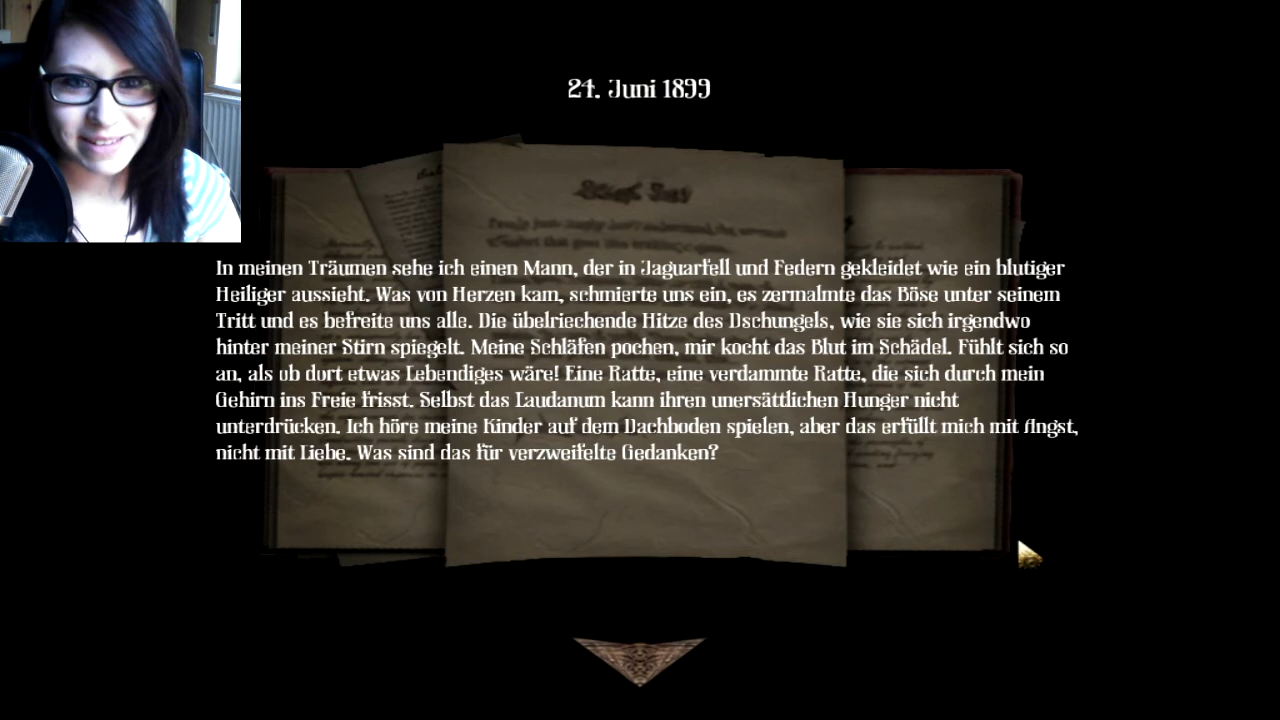 24. Juni 1899
In meinen Träumen sehe ich einen Mann, der in Jaguarfell und Federn gekleidet wie ein blutiger
Heiliger aussieht. Was von Herzen kam, schmierte uns ein, es zermalmte das Böse unter seinem
Tritt und es befreite uns alle. Die übelriechende Hitze des Dschungels, wie sie sich irgendwo
hinter meiner Stirn spiegelt. Meine Schläfen pochen, mir kocht das Blut im Schädel. Fühlt sich so
an, als ob dort etwas Lebendiges wäre! Eine Ratte, eine verdammte Ratte, die sich durch mein
Gehirn ins Freie frisst. Selbst das Laudanum kann ihren unersättlichen Hunger nicht
unterdrücken. Ich höre meine Kinder auf dem Dachboden spielen, aber das erfüllt mich mit Angst,
nicht mit Liebe. Was sind das für verzweifelte Gedanken?